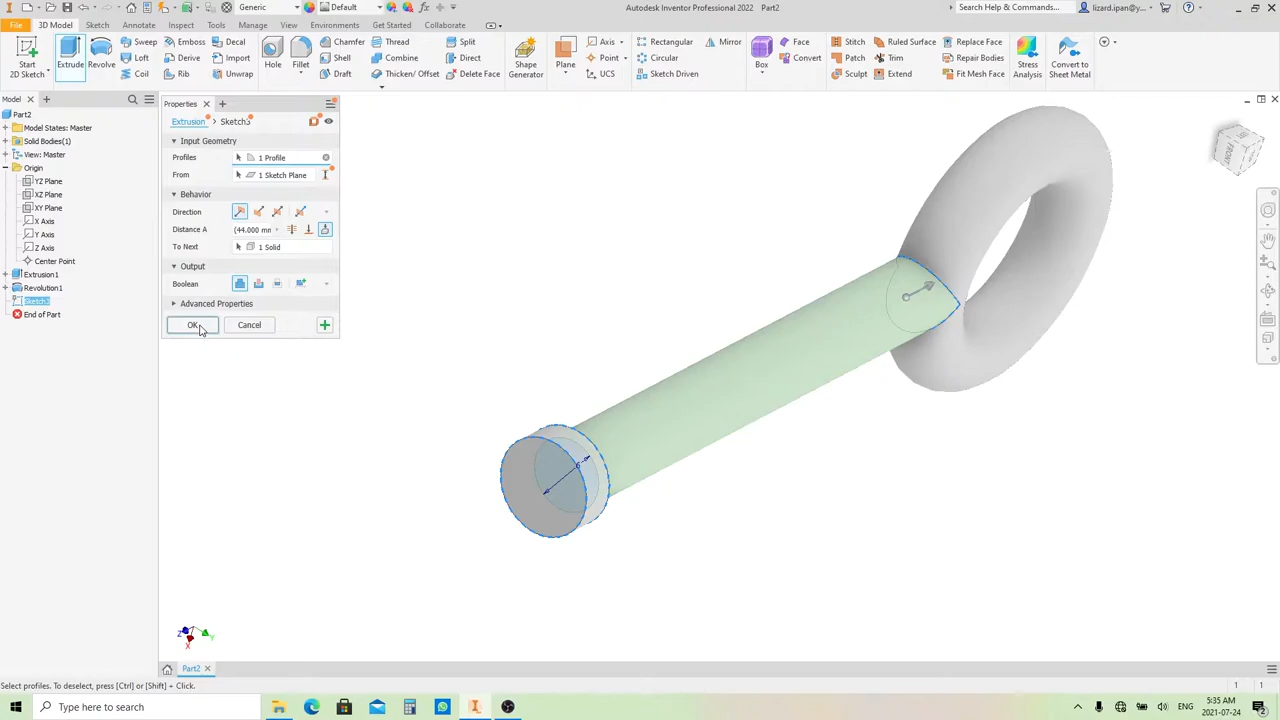 Generic
Default
Autodesk Inventor Professional 2022
Part2
Search Help & Commands...
lizard.ipan@y...
File
3D Model
Sketch
Annotate
Inspect
Tools
Manage
View
Environments
Get Started
Collaborate
Start
2D Sketch
Extrude
Revolve
Sweep
Loft
Coil
Emboss
Derive
Rib
Decal
Import
Unwrap
Hole
Fillet
Chamfer
Shell
Draft
Thread
Combine
Thicken/ Offset
Split
Direct
Delete Face
Shape
Generator
Plane
Axis
Point
UCS
Rectangular
Circular
Sketch Driven
Mirror
Box
Face
Convert
Stitch
Patch
Sculpt
Ruled Surface
Trim
Extend
Replace Face
Repair Bodies
Fit Mesh Face
Stress
Analysis
Convert to
Sheet Metal
Model
Part2
Model States: Master
Solid Bodies(1)
View: Master
Origin
YZ Plane
XZ Plane
XY Plane
X Axis
Y Axis
Z Axis
Center Point
Extrusion1
Revolution1
Sketch3
End of Part
Properties
Extrusion
Sketch3
Input Geometry
Profiles
1 Profile
From
1 Sketch Plane
Behavior
Direction
Distance A
(44.000 mm
To Next
1 Solid
Output
Boolean
Advanced Properties
OK
Cancel
FRONT
Z
Y
X
Part2
Select profiles. To deselect, press [Ctrl] or [Shift] + Click.
1
1
Type here to search
ENG
5:35 AM
2021-07-24
2